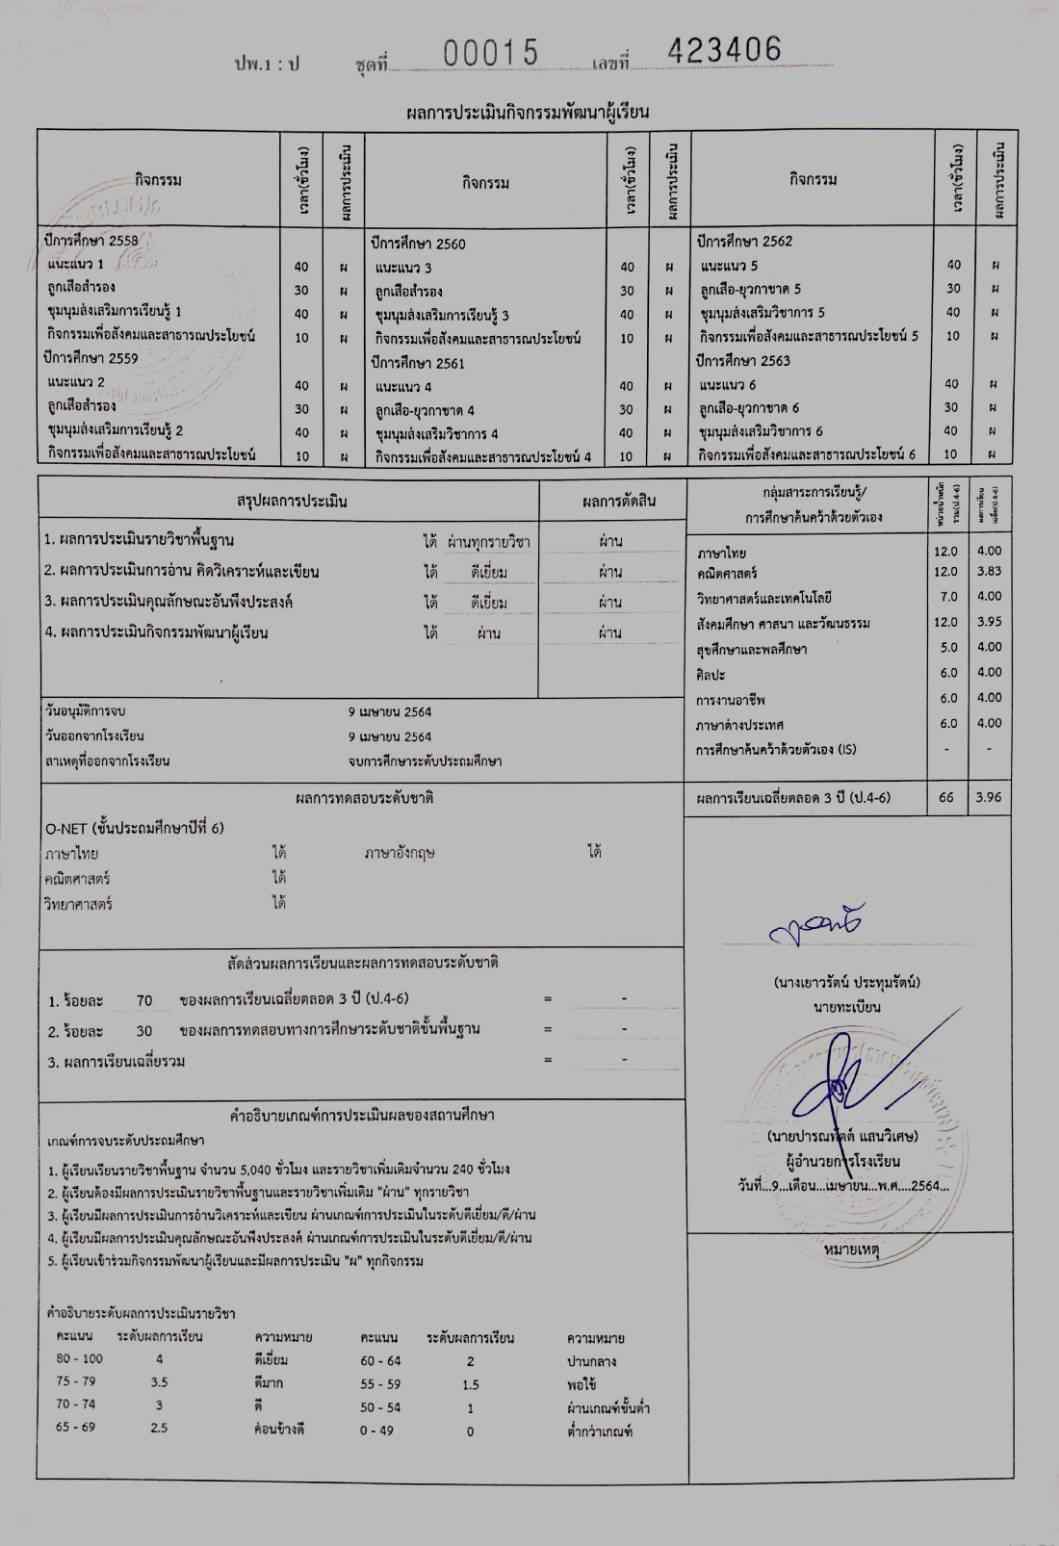 ปพ.1 : ป ชุดที่ 00015 เลขที่ 423406
ผลการประเมินกิจกรรมพัฒนาผู้เรียน
กิจกรรม เวลา(ชั่วโมง) ผลการประเมิน กิจกรรม เวลา(ชั่วโมง) ผลการประเมิน กิจกรรม เวลา(ชั่วโมง) ผลการประเมิน
ปีการศึกษา 2558 ปีการศึกษา 2560 ปีการศึกษา 2562
แนะแนว 1 40 ผ แนะแนว 3 40 ผ แนะแนว 5 40 ผ
ลูกเสือสำรอง 30 ผ ลูกเสือสำรอง 30 ผ ลูกเสือ-ยุวกาชาด 5 30 ผ
ชุมนุมส่งเสริมการเรียนรู้ 1 40 ผ ชุมนุมส่งเสริมการเรียนรู้ 3 40 ผ ชุมนุมส่งเสริมวิชาการ 5 40 ผ
กิจกรรมเพื่อสังคมและสาธารณประโยชน์ 10 ผ กิจกรรมเพื่อสังคมและสาธารณประโยชน์ 10 ผ กิจกรรมเพื่อสังคมและสาธารณประโยชน์ 5 10 ผ
ปีการศึกษา 2559 ปีการศึกษา 2561 ปีการศึกษา 2563
แนะแนว 2 40 ผ แนะแนว 4 40 ผ แนะแนว 6 40 ผ
ลูกเสือสำรอง 30 ผ ลูกเสือ-ยุวกาชาด 4 30 ผ ลูกเสือ-ยุวกาชาด 6 30 ผ
ชุมนุมส่งเสริมการเรียนรู้ 2 40 ผ ชุมนุมส่งเสริมวิชาการ 4 40 ผ ชุมนุมส่งเสริมวิชาการ 6 40 ผ
กิจกรรมเพื่อสังคมและสาธารณประโยชน์ 10 ผ กิจกรรมเพื่อสังคมและสาธารณประโยชน์ 4 10 ผ กิจกรรมเพื่อสังคมและสาธารณประโยชน์ 6 10 ผ
สรุปผลการประเมิน ผลการตัดสิน
1. ผลการประเมินรายวิชาพื้นฐาน ได้ ผ่านทุกรายวิชา ผ่าน
2. ผลการประเมินการอ่าน คิดวิเคราะห์และเขียน ได้ ดีเยี่ยม ผ่าน
3. ผลการประเมินคุณลักษณะอันพึงประสงค์ ได้ ดีเยี่ยม ผ่าน
4. ผลการประเมินกิจกรรมพัฒนาผู้เรียน ได้ ผ่าน ผ่าน
วันอนุมัติการจบ 9 เมษายน 2564
วันออกจากโรงเรียน 9 เมษายน 2564
สาเหตุที่ออกจากโรงเรียน จบการศึกษาระดับประถมศึกษา
กลุ่มสาระการเรียนรู้/
การศึกษาค้นคว้าด้วยตัวเอง หน่วยน้ำหนักรวม(ป.4-6) ผลการเรียนเฉลี่ย(ป.4-6)
ภาษาไทย 12.0 4.00
คณิตศาสตร์ 12.0 3.83
วิทยาศาสตร์และเทคโนโลยี 7.0 4.00
สังคมศึกษา ศาสนา และวัฒนธรรม 12.0 3.95
สุขศึกษาและพลศึกษา 5.0 4.00
ศิลปะ 6.0 4.00
การงานอาชีพ 6.0 4.00
ภาษาต่างประเทศ 6.0 4.00
การศึกษาค้นคว้าด้วยตัวเอง (IS) - -
ผลการเรียนเฉลี่ยตลอด 3 ปี (ป.4-6) 66 3.96
ผลการทดสอบระดับชาติ
O-NET (ชั้นประถมศึกษาปีที่ 6)
ภาษาไทย ได้ ภาษาอังกฤษ ได้
คณิตศาสตร์ ได้
วิทยาศาสตร์ ได้
สัดส่วนผลการเรียนและผลการทดสอบระดับชาติ
1. ร้อยละ 70 ของผลการเรียนเฉลี่ยตลอด 3 ปี (ป.4-6) = -
2. ร้อยละ 30 ของผลการทดสอบทางการศึกษาระดับชาติขั้นพื้นฐาน = -
3. ผลการเรียนเฉลี่ยรวม = -
(นางเยาวรัตน์ ประทุมรัตน์)
นายทะเบียน
(นายปารณทัตต์ แสนวิเศษ)
ผู้อำนวยการโรงเรียน
วันที่...9...เดือน...เมษายน...พ.ศ....2564...
หมายเหตุ
คำอธิบายเกณฑ์การประเมินผลของสถานศึกษา
เกณฑ์การจบระดับประถมศึกษา
1. ผู้เรียนเรียนรายวิชาพื้นฐาน จำนวน 5,040 ชั่วโมง และรายวิชาเพิ่มเติมจำนวน 240 ชั่วโมง
2. ผู้เรียนต้องมีผลการประเมินรายวิชาพื้นฐานและรายวิชาเพิ่มเติม "ผ่าน" ทุกรายวิชา
3. ผู้เรียนมีผลการประเมินการอ่านวิเคราะห์และเขียน ผ่านเกณฑ์การประเมินในระดับดีเยี่ยม/ดี/ผ่าน
4. ผู้เรียนมีผลการประเมินคุณลักษณะอันพึงประสงค์ ผ่านเกณฑ์การประเมินในระดับดีเยี่ยม/ดี/ผ่าน
5. ผู้เรียนเข้าร่วมกิจกรรมพัฒนาผู้เรียนและมีผลการประเมิน "ผ" ทุกกิจกรรม
คำอธิบายระดับผลการประเมินรายวิชา
คะแนน ระดับผลการเรียน ความหมาย คะแนน ระดับผลการเรียน ความหมาย
80 - 100 4 ดีเยี่ยม 60 - 64 2 ปานกลาง
75 - 79 3.5 ดีมาก 55 - 59 1.5 พอใช้
70 - 74 3 ดี 50 - 54 1 ผ่านเกณฑ์ขั้นต่ำ
65 - 69 2.5 ค่อนข้างดี 0 - 49 0 ต่ำกว่าเกณฑ์